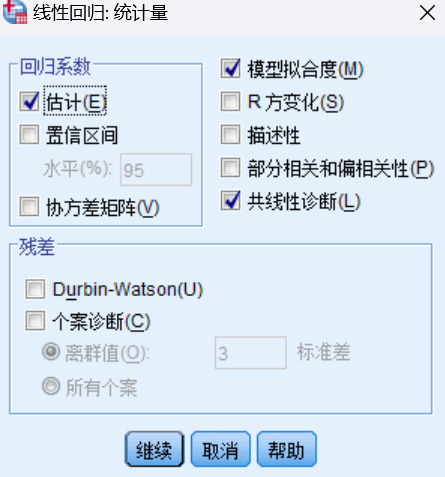 线性回归: 统计量
回归系数
估计(E)
置信区间
水平(%): 95
协方差矩阵(V)
模型拟合度(M)
R 方变化(S)
描述性
部分相关和偏相关性(P)
共线性诊断(L)
残差
Durbin-Watson(U)
个案诊断(C)
离群值(O): 3 标准差
所有个案
继续 取消 帮助